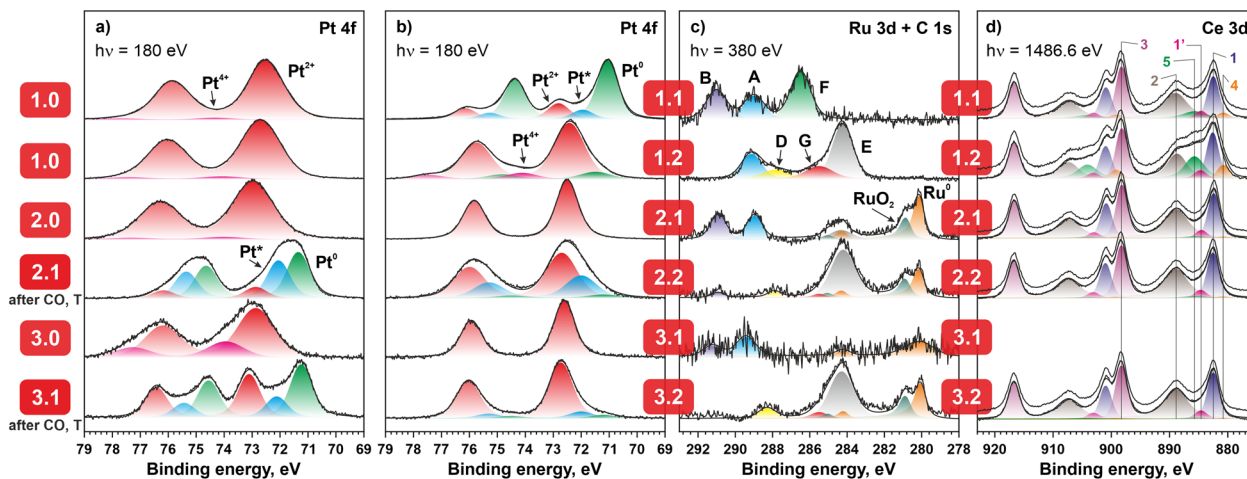 a) Pt 4f
hν = 180 eV
Pt4+
Pt2+
1.0
1.0
2.0
2.1
after CO, T
Pt*
Pt0
3.0
3.1
after CO, T
79 78 77 76 75 74 73 72 71 70 69
Binding energy, eV
b) Pt 4f
hν = 180 eV
Pt2+
Pt*
Pt0
Pt4+
79 78 77 76 75 74 73 72 71 70 69
Binding energy, eV
1.1
1.2
2.1
2.2
3.1
3.2
c) Ru 3d + C 1s
hν = 380 eV
B
A
F
D
G
E
RuO2
Ru0
292 290 288 286 284 282 280 278
Binding energy, eV
1.1
1.2
2.1
2.2
3.1
3.2
d) Ce 3d
hν = 1486.6 eV
3
1'
1
5
2
4
920 910 900 890 880
Binding energy, eV